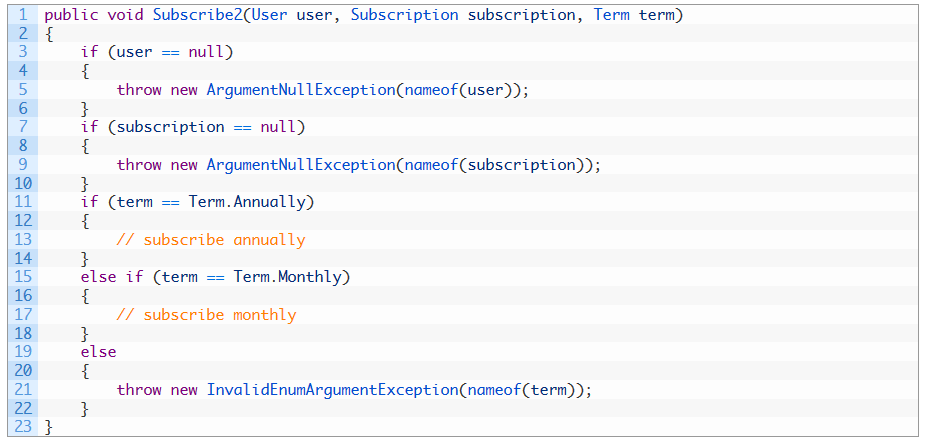 1 public void Subscribe2(User user, Subscription subscription, Term term)
2 {
3     if (user == null)
4     {
5         throw new ArgumentNullException(nameof(user));
6     }
7     if (subscription == null)
8     {
9         throw new ArgumentNullException(nameof(subscription));
10     }
11     if (term == Term.Annually)
12     {
13         // subscribe annually
14     }
15     else if (term == Term.Monthly)
16     {
17         // subscribe monthly
18     }
19     else
20     {
21         throw new InvalidEnumArgumentException(nameof(term));
22     }
23 }